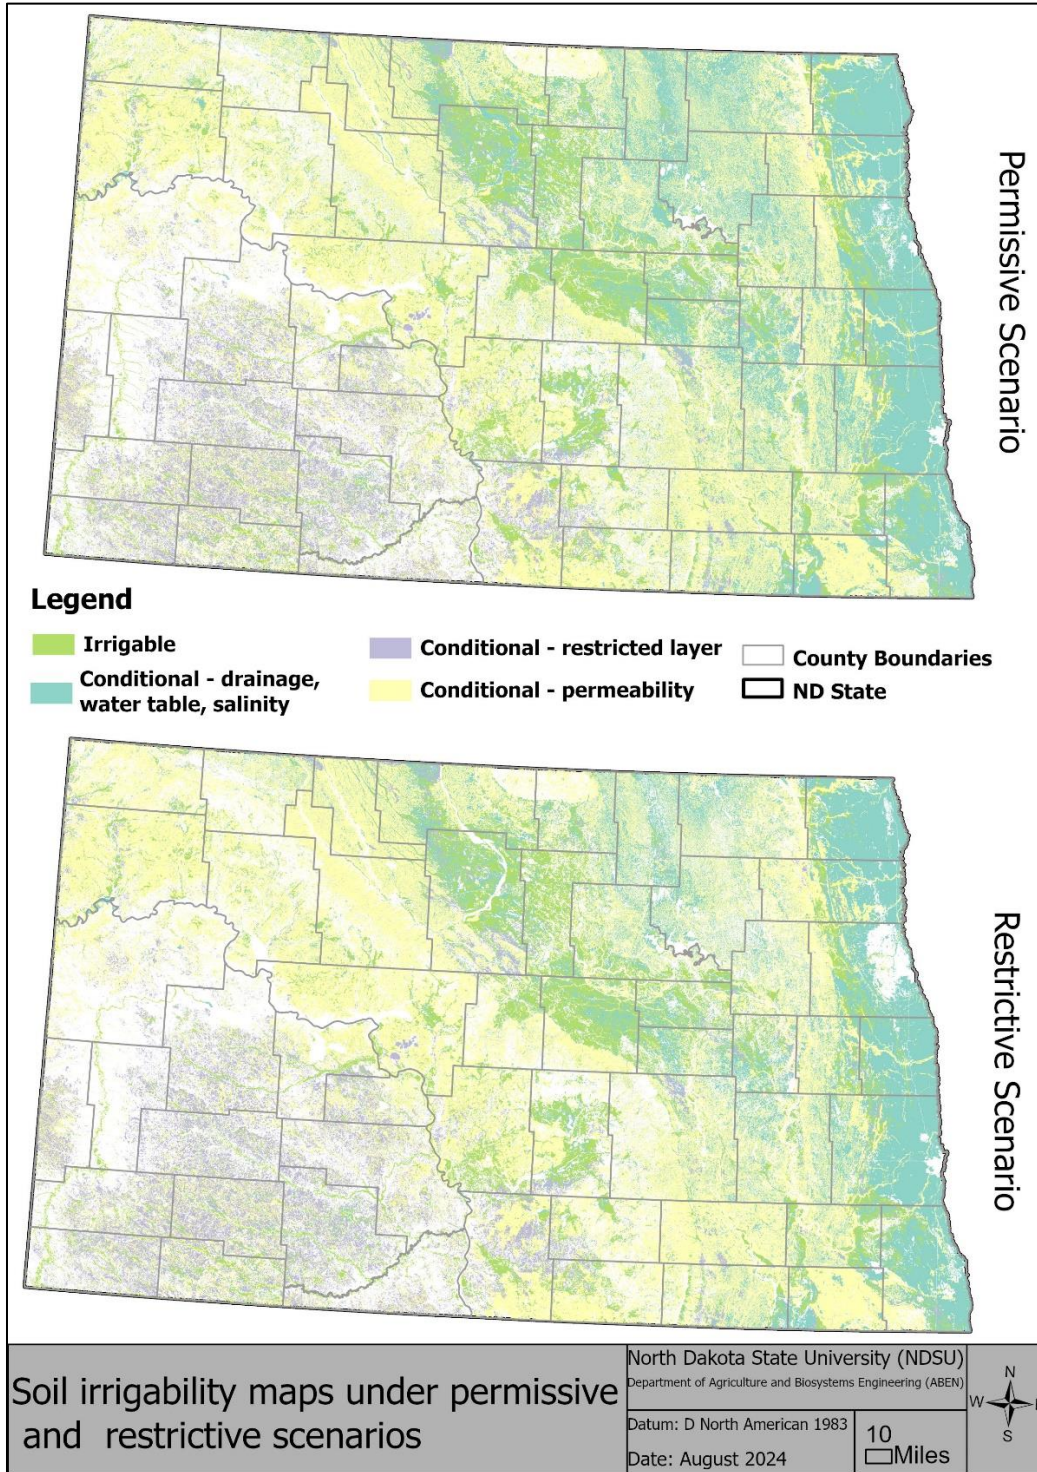 Permissive Scenario
Legend
Irrigable
Conditional - drainage,
water table, salinity
Conditional - restricted layer
Conditional - permeability
County Boundaries
ND State
Restrictive Scenario
Soil irrigability maps under permissive
and restrictive scenarios
North Dakota State University (NDSU)
Department of Agriculture and Biosystems Engineering (ABEN)
Datum: D North American 1983
Date: August 2024
10
Miles
N
W
S